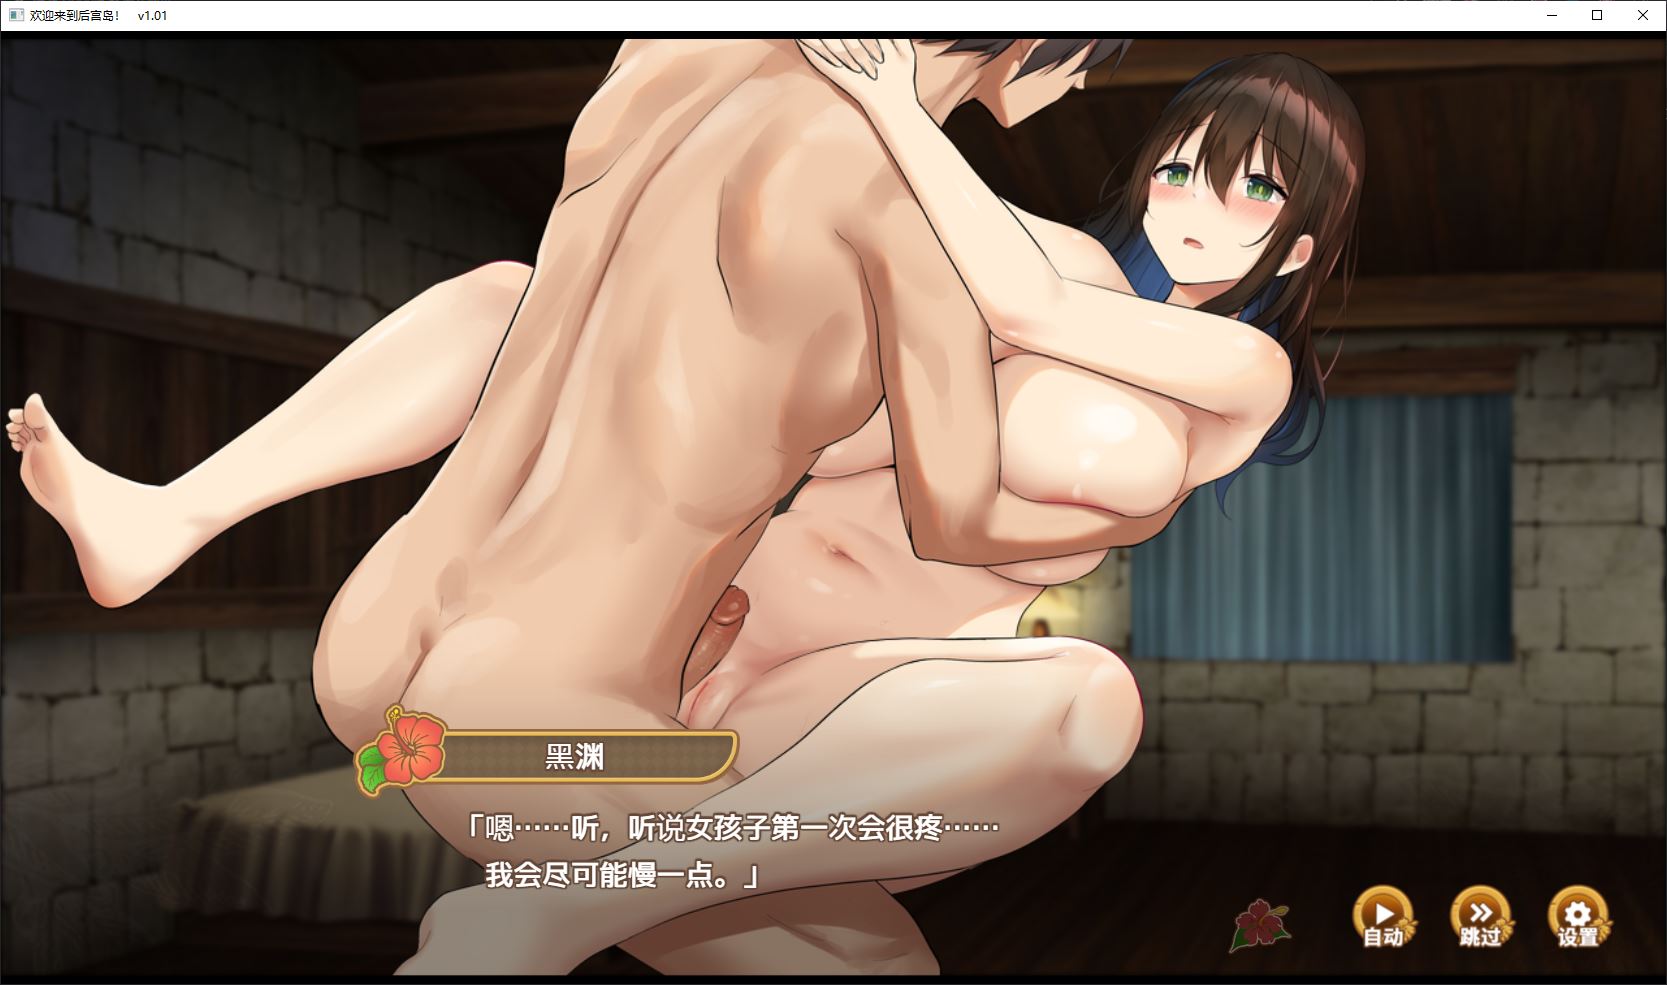 欢迎来到后宫岛！ v1.01
黑渊
「嗯……听，听说女孩子第一次会很疼……
我会尽可能慢一点。」
自动 跳过 设置